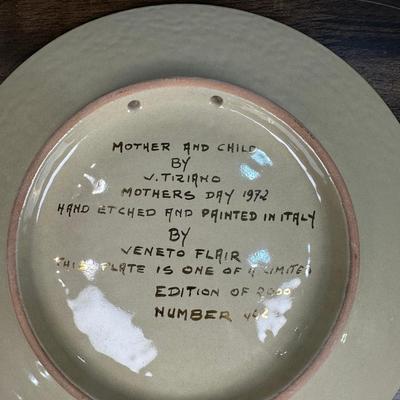 MOTHER AND CHILD
BY
V. TIZIANO
MOTHERS DAY 1972
HAND ETCHED AND PAINTED IN ITALY
BY
VENETO FLAIR
THIS PLATE IS ONE OF A LIMITED
EDITION OF 2000
NUMBER